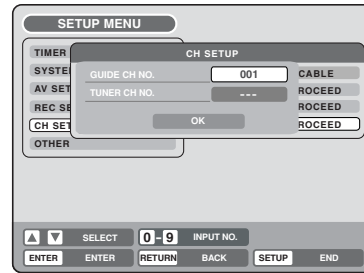 SETUP MENU
TIMER
CH SETUP
SYSTE
GUIDE CH NO. 001 CABLE
AV SET
TUNER CH NO. --- ROCEED
REC SE
ROCEED
CH SET
OK
ROCEED
OTHER
SELECT 0-9 INPUT NO.
ENTER ENTER RETURN BACK SETUP END